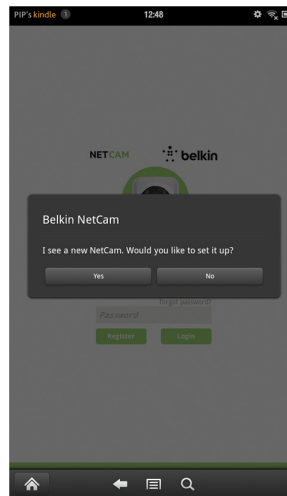 PIP's kindle 1 12:48
NETCAM belkin
Belkin NetCam
I see a new NetCam. Would you like to set it up?
Yes No
forgot password?
Password
Register Login